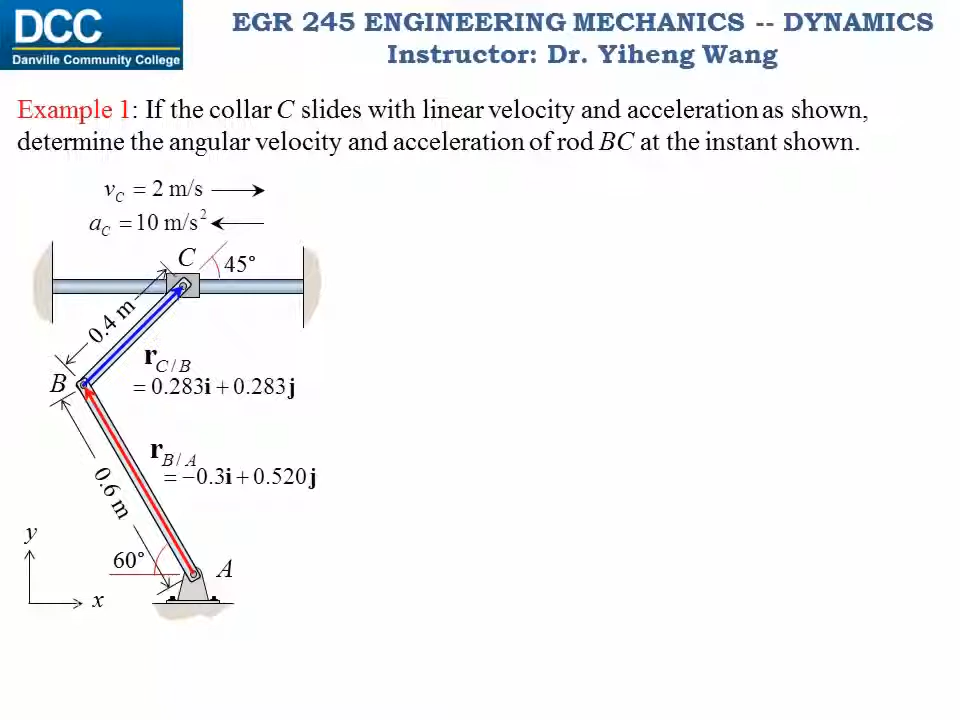 DCC
Danville Community College
EGR 245 ENGINEERING MECHANICS -- DYNAMICS
Instructor: Dr. Yiheng Wang
Example 1: If the collar C slides with linear velocity and acceleration as shown,
determine the angular velocity and acceleration of rod BC at the instant shown.
v_C = 2 m/s
a_C = 10 m/s²
C
45°
0.4 m
r_C/B
= 0.283i + 0.283j
B
r_B/A
= −0.3i + 0.520j
0.6 m
y
60°
A
x